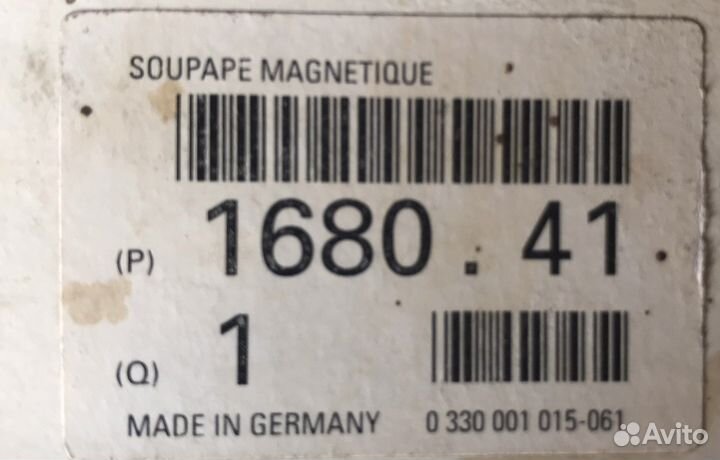 SOUPAPE MAGNETIQUE
(P) 1680.41
(Q) 1
MADE IN GERMANY 0 330 001 015-061
Avito